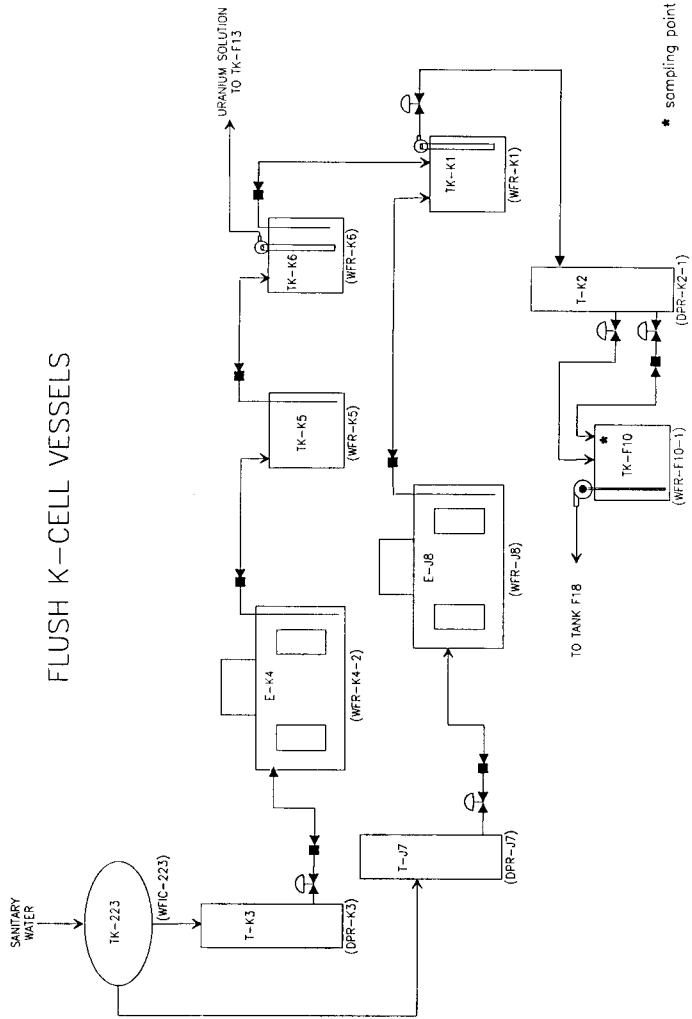 FLUSH K-CELL VESSELS
SANITARY
WATER
TK-223
(WFIC-223)
T-K3
(DPR-K3)
E-K4
(WFR-K4-2)
TK-K5
(WFR-K5)
TK-K6
(WFR-K6)
URANIUM SOLUTION
TO TK-F13
T-J7
(DPR-J7)
E-J8
(WFR-J8)
TK-K1
(WFR-K1)
T-K2
(DPR-K2-1)
TK-F10
*
(WFR-F10-1)
TO TANK F18
* sampling point